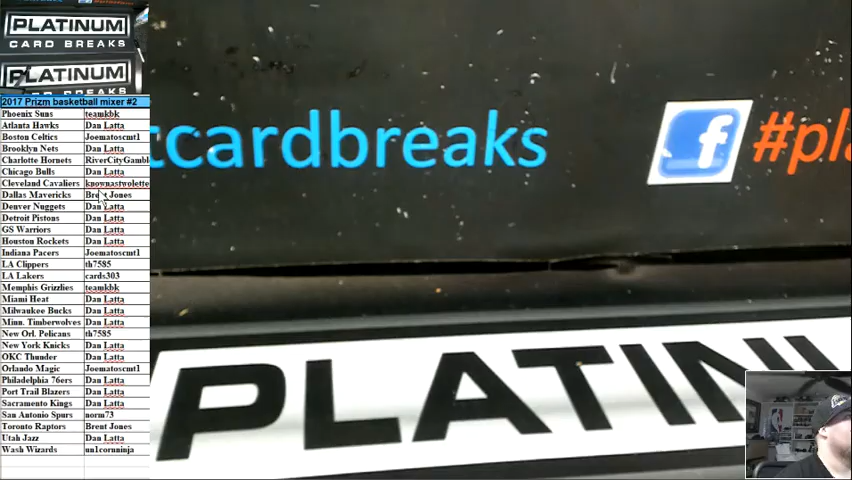 PLATINUM
CARD BREAKS
PLATINUM
CARD BREAKS
2017 Prizm basketball mixer #2
Phoenix Suns teamkbk
Atlanta Hawks Dan Latta
Boston Celtics Joematoscmt1
Brooklyn Nets Dan Latta
Charlotte Hornets RiverCityGambl
Chicago Bulls Dan Latta
Cleveland Cavaliers knownastvolette
Dallas Mavericks Brent Jones
Denver Nuggets Dan Latta
Detroit Pistons Dan Latta
GS Warriors Dan Latta
Houston Rockets Dan Latta
Indiana Pacers Joematoscmt1
LA Clippers th7585
LA Lakers cards303
Memphis Grizzlies teamkbk
Miami Heat Dan Latta
Milwaukee Bucks Dan Latta
Minn. Timberwolves Dan Latta
New Orl. Pelicans th7585
New York Knicks Dan Latta
OKC Thunder Dan Latta
Orlando Magic Joematoscmt1
Philadelphia 76ers Dan Latta
Port Trail Blazers Dan Latta
Sacramento Kings Dan Latta
San Antonio Spurs norm73
Toronto Raptors Brent Jones
Utah Jazz Dan Latta
Wash Wizards un1cornninja
tcardbreaks f #pla
PLATINU